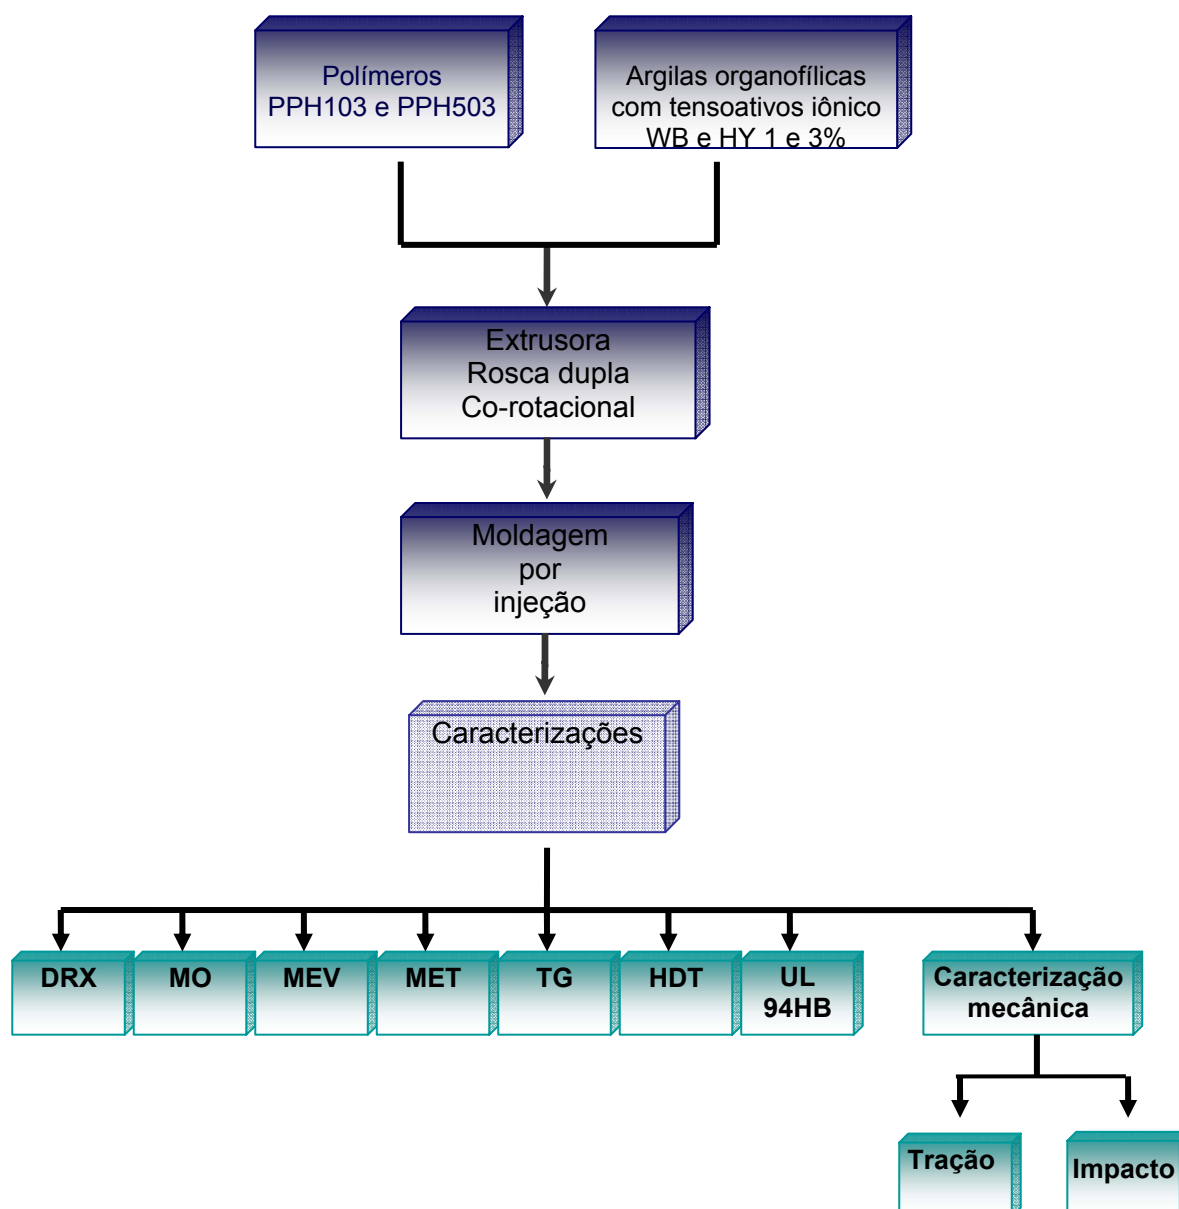 Polímeros
PPH103 e PPH503
Argilas organofílicas
com tensoativos iônico
WB e HY 1 e 3%
Extrusora
Rosca dupla
Co-rotacional
Moldagem
por
injeção
Caracterizações
DRX
MO
MEV
MET
TG
HDT
UL
94HB
Caracterização
mecânica
Tração
Impacto